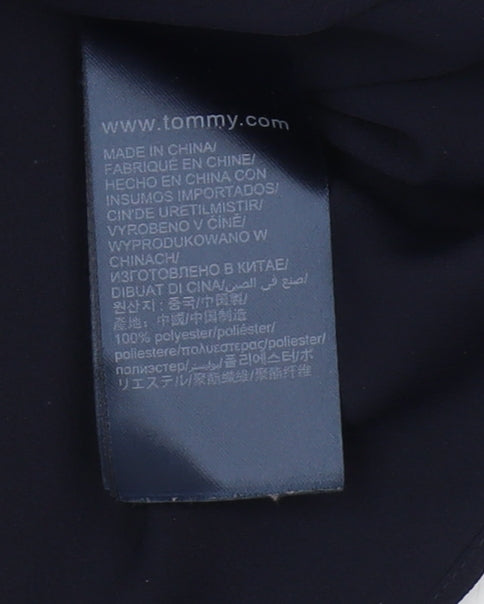 www.tommy.com
MADE IN CHINA/
FABRIQUÉ EN CHINE/
HECHO EN CHINA CON
INSUMOS IMPORTADOS/
ÇIN'DE ÜRETILMISTIR/
VYROBENO V ČÍNĚ/
WYPRODUKOWANO W
CHINACH/
ИЗГОТОВЛЕНО В КИТАЕ/
DIBUAT DI CINA/ صنع في الصين/
원산지 : 중국/中国製/
產地: 中國/中国制造
100% polyester/poliéster/
poliestere/πολυεστερας/poliester/
полиэстер/بوليستر/폴리에스터/ポ
リエステル/聚酯纖維/聚酯纤维